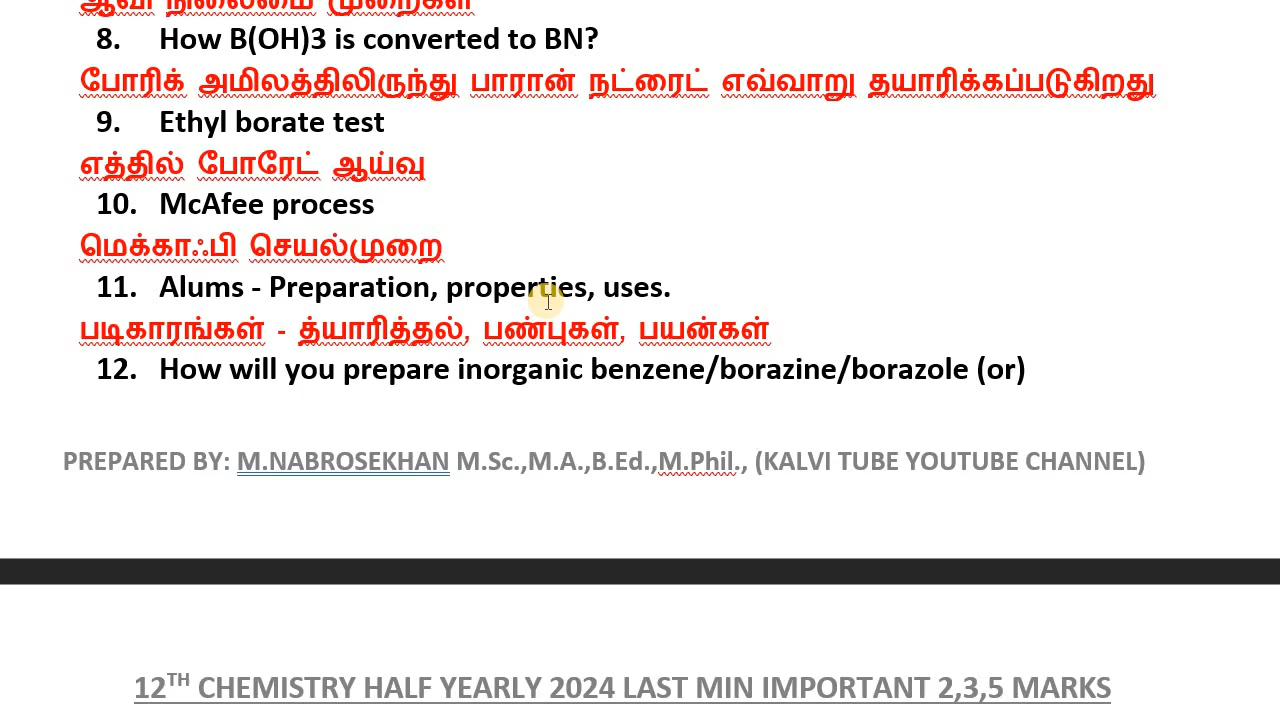 ஆவி நிலைமை முறைகள்
8. How B(OH)3 is converted to BN?
போரிக் அமிலத்திலிருந்து பாரான் நட்ரைட் எவ்வாறு தயாரிக்கப்படுகிறது
9. Ethyl borate test
எத்தில் போரேட் ஆய்வு
10. McAfee process
மெக்காஃபி செயல்முறை
11. Alums - Preparation, properties, uses.
படிகாரங்கள் - த்யாரித்தல், பண்புகள், பயன்கள்
12. How will you prepare inorganic benzene/borazine/borazole (or)
PREPARED BY: M.NABROSEKHAN M.Sc.,M.A.,B.Ed.,M.Phil., (KALVI TUBE YOUTUBE CHANNEL)
12TH CHEMISTRY HALF YEARLY 2024 LAST MIN IMPORTANT 2,3,5 MARKS